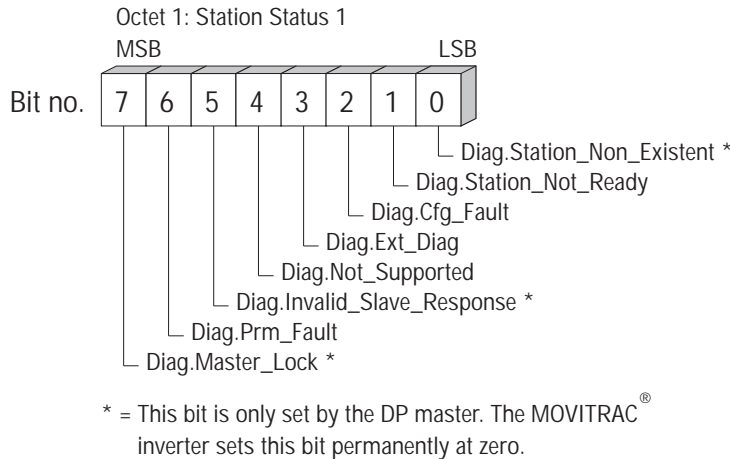 Octet 1: Station Status 1
MSB LSB
Bit no. 7 6 5 4 3 2 1 0
Diag.Station_Non_Existent *
Diag.Station_Not_Ready
Diag.Cfg_Fault
Diag.Ext_Diag
Diag.Not_Supported
Diag.Invalid_Slave_Response *
Diag.Prm_Fault
Diag.Master_Lock *
* = This bit is only set by the DP master. The MOVITRAC®
inverter sets this bit permanently at zero.